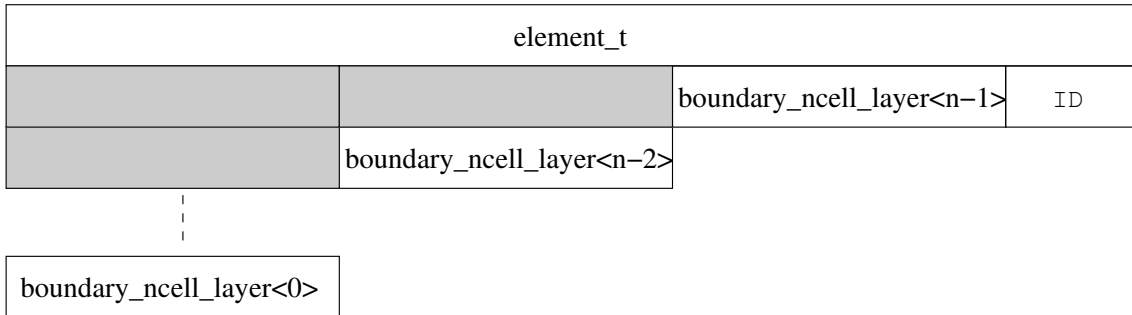 element_t
boundary_ncell_layer<n−1> ID
boundary_ncell_layer<n−2>
boundary_ncell_layer<0>